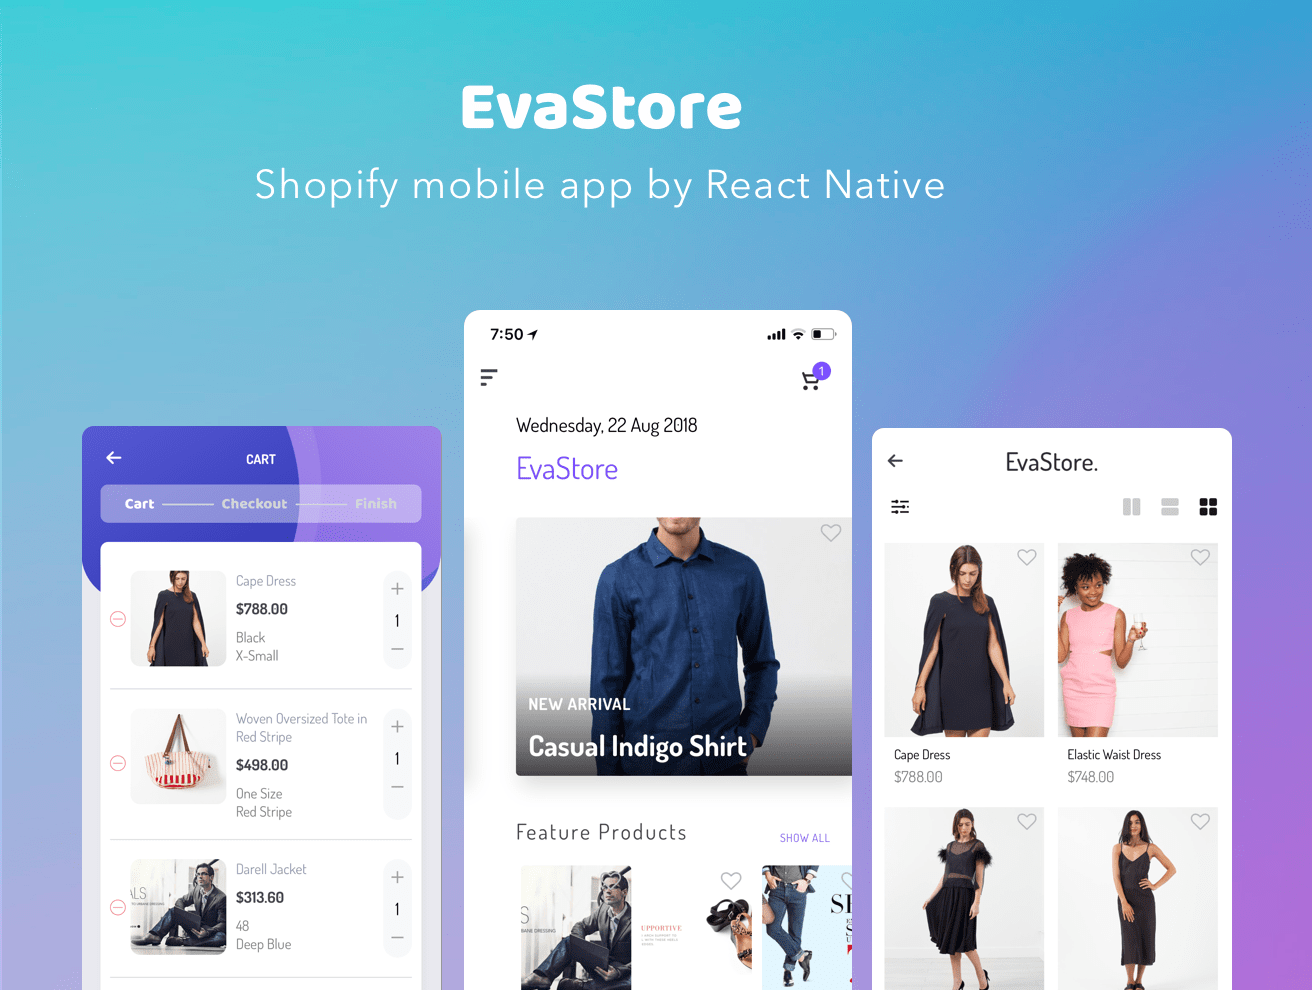 EvaStore
Shopify mobile app by React Native
CART
Cart
Checkout
Finish
Cape Dress
$788.00
Black
X-Small
1
Woven Oversized Tote in
Red Stripe
$498.00
One Size
Red Stripe
1
Darell Jacket
$313.60
48
Deep Blue
1
7:50
1
Wednesday, 22 Aug 2018
EvaStore
NEW ARRIVAL
Casual Indigo Shirt
Feature Products
SHOW ALL
UPPORTIVE
EvaStore.
Cape Dress
$788.00
Elastic Waist Dress
$748.00